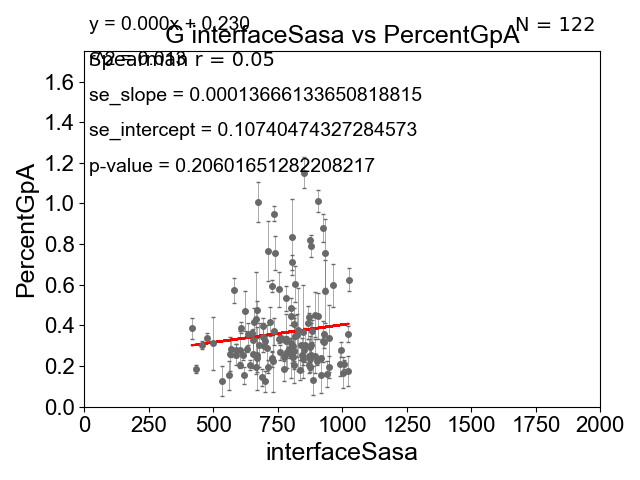 y = 0.000x + 0.230
N = 122
G interfaceSasa vs PercentGpA
Spearman r = 0.05
se_slope = 0.00013666133650818815
se_intercept = 0.10740474327284573
p-value = 0.20601651282208217
PercentGpA
1.6
1.4
1.2
1.0
0.8
0.6
0.4
0.2
0.0
0 250 500 750 1000 1250 1500 1750 2000
interfaceSasa